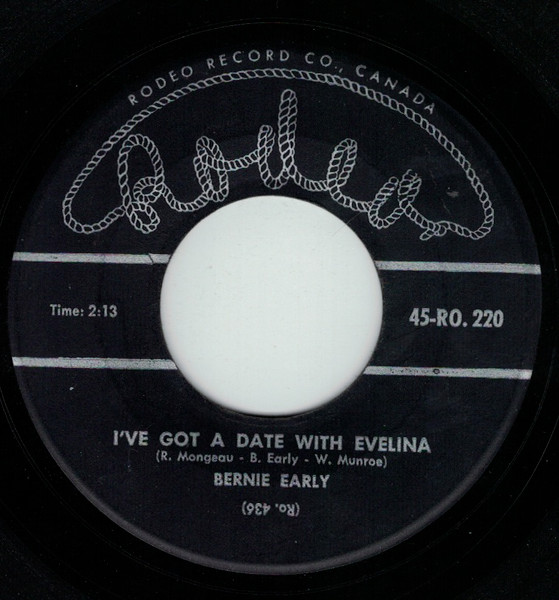 RODEO RECORD CO., CANADA
Rodeo
Time: 2:13
45-RO. 220
I'VE GOT A DATE WITH EVELINA
(R. Mongeau - B. Early - W. Munroe)
BERNIE EARLY
(Ro. 436)